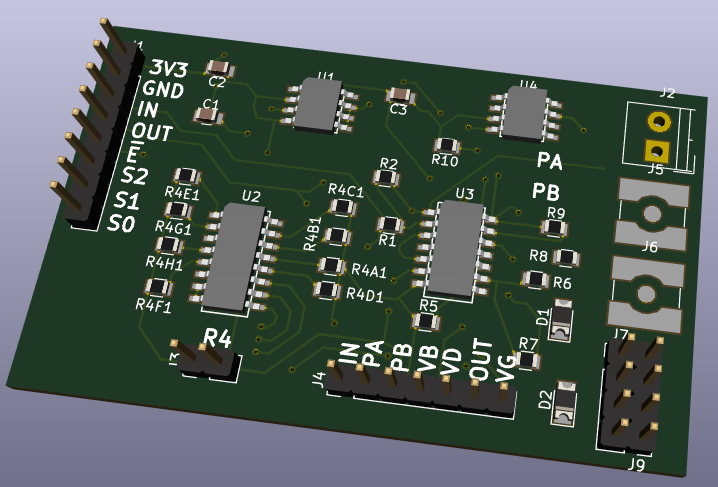 3V3
GND
IN
OUT
E
S2
S1
S0
C2
C1
U1
C3
U4
J2
R10
PA
J5
R2
PB
R4E1
U2
R4C1
U3
R9
R4G1
R4B1
R1
J6
R4H1
R4A1
R8
R6
R4F1
R4D1
R5
D1
R4
R7
J7
IN
PA
PB
VB
VD
OUT
VG
J4
D2
J9